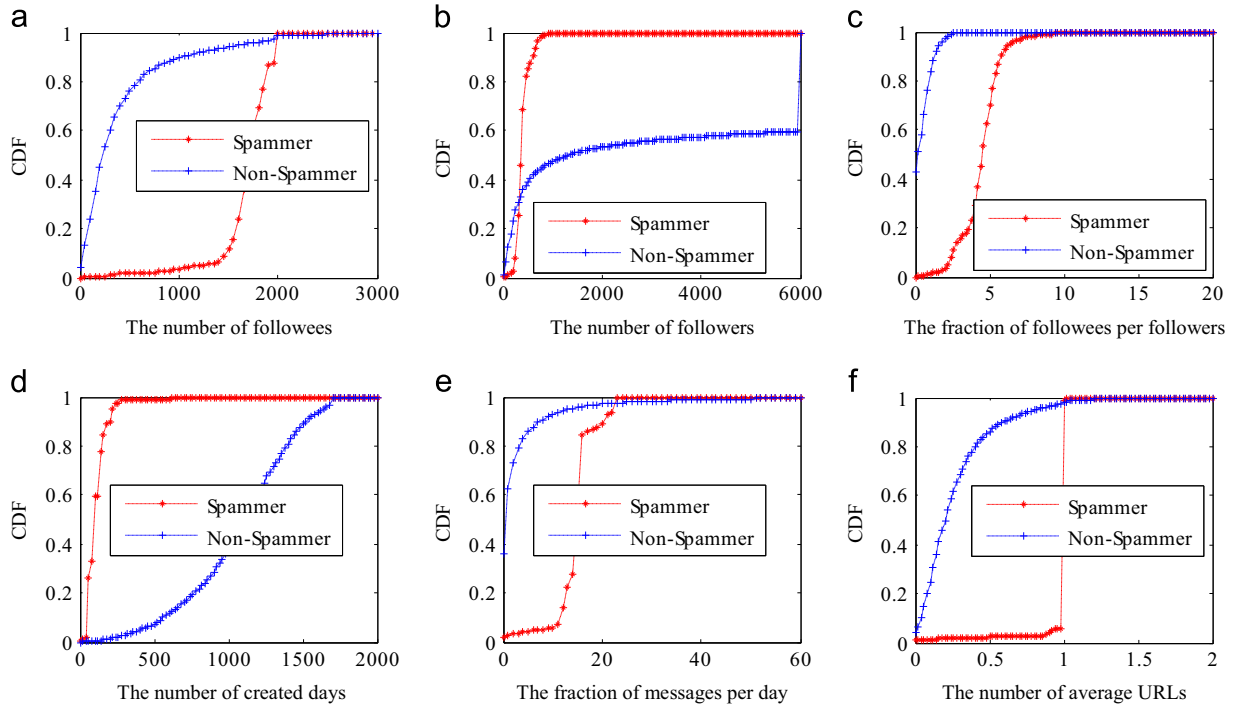 a
1
0.8
0.6
0.4
0.2
0
CDF
Spammer
Non-Spammer
0
1000
2000
3000
The number of followees
b
1
0.8
0.6
0.4
0.2
0
CDF
Spammer
Non-Spammer
0
2000
4000
6000
The number of followers
c
1
0.8
0.6
0.4
0.2
0
CDF
Spammer
Non-Spammer
0
5
10
15
20
The fraction of followees per followers
d
1
0.8
0.6
0.4
0.2
0
CDF
Spammer
Non-Spammer
0
500
1000
1500
2000
The number of created days
e
1
0.8
0.6
0.4
0.2
0
CDF
Spammer
Non-Spammer
0
20
40
60
The fraction of messages per day
f
1
0.8
0.6
0.4
0.2
0
CDF
Spammer
Non-Spammer
0
0.5
1
1.5
2
The number of average URLs